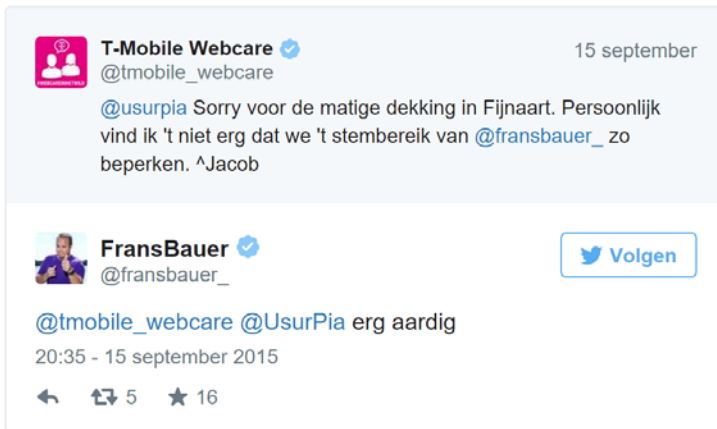 T-Mobile Webcare
15 september
@tmobile_webcare
@usurpia Sorry voor de matige dekking in Fijnaart. Persoonlijk
vind ik 't niet erg dat we 't stembereik van @fransbauer_ zo
beperken. ^Jacob
FransBauer
Volgen
@fransbauer_
@tmobile_webcare @UsurPia erg aardig
20:35 - 15 september 2015
5 16